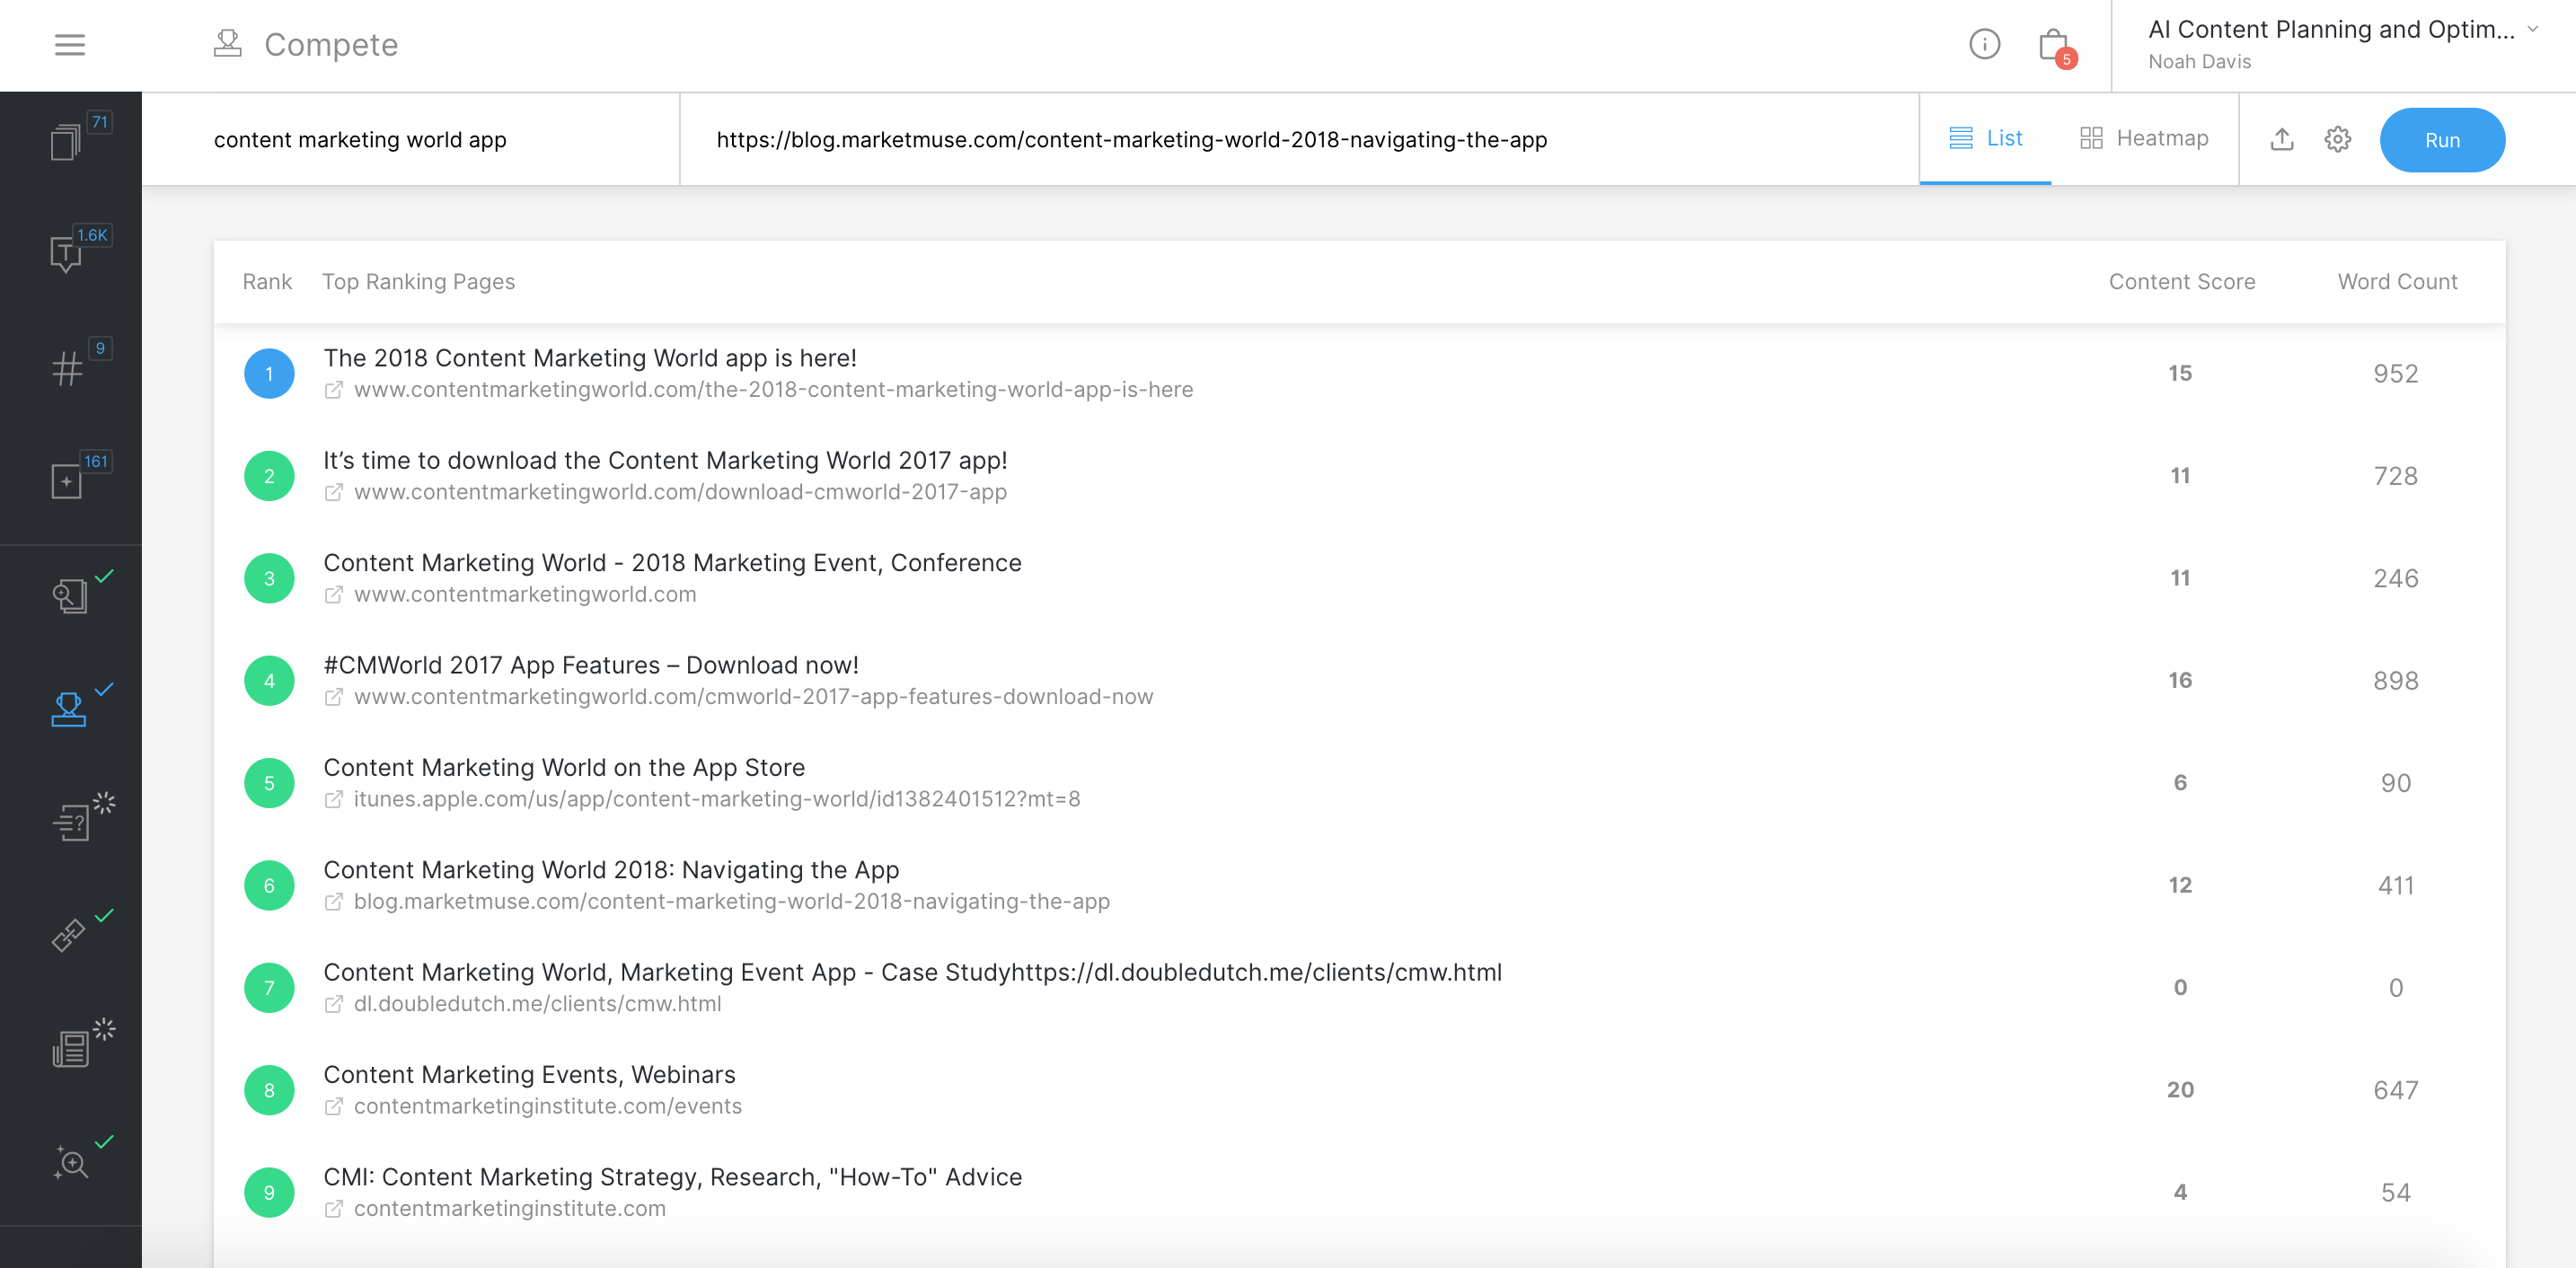 Compete
5
AI Content Planning and Optim...
Noah Davis
content marketing world app
https://blog.marketmuse.com/content-marketing-world-2018-navigating-the-app
List
Heatmap
Run
71
1.6K
T
#
9
161
?
Rank
Top Ranking Pages
Content Score
Word Count
1
The 2018 Content Marketing World app is here!
www.contentmarketingworld.com/the-2018-content-marketing-world-app-is-here
15
952
2
It’s time to download the Content Marketing World 2017 app!
www.contentmarketingworld.com/download-cmworld-2017-app
11
728
3
Content Marketing World - 2018 Marketing Event, Conference
www.contentmarketingworld.com
11
246
4
#CMWorld 2017 App Features – Download now!
www.contentmarketingworld.com/cmworld-2017-app-features-download-now
16
898
5
Content Marketing World on the App Store
itunes.apple.com/us/app/content-marketing-world/id1382401512?mt=8
6
90
6
Content Marketing World 2018: Navigating the App
blog.marketmuse.com/content-marketing-world-2018-navigating-the-app
12
411
7
Content Marketing World, Marketing Event App - Case Studyhttps://dl.doubledutch.me/clients/cmw.html
dl.doubledutch.me/clients/cmw.html
0
0
8
Content Marketing Events, Webinars
contentmarketinginstitute.com/events
20
647
9
CMI: Content Marketing Strategy, Research, "How-To" Advice
contentmarketinginstitute.com
4
54